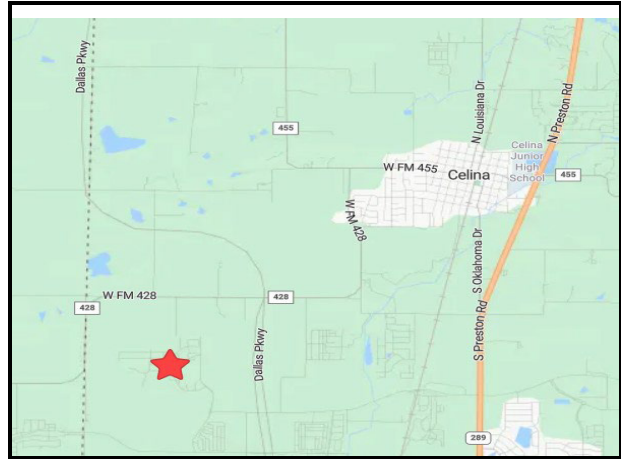 Dallas Pkwy
N Preston Rd
N Louisiana Dr
455
Celina
Junior
High
School
W FM 455
Celina
455
W FM 428
S Oklahoma Dr
W FM 428
428
428
S Preston Rd
Dallas Pkwy
289